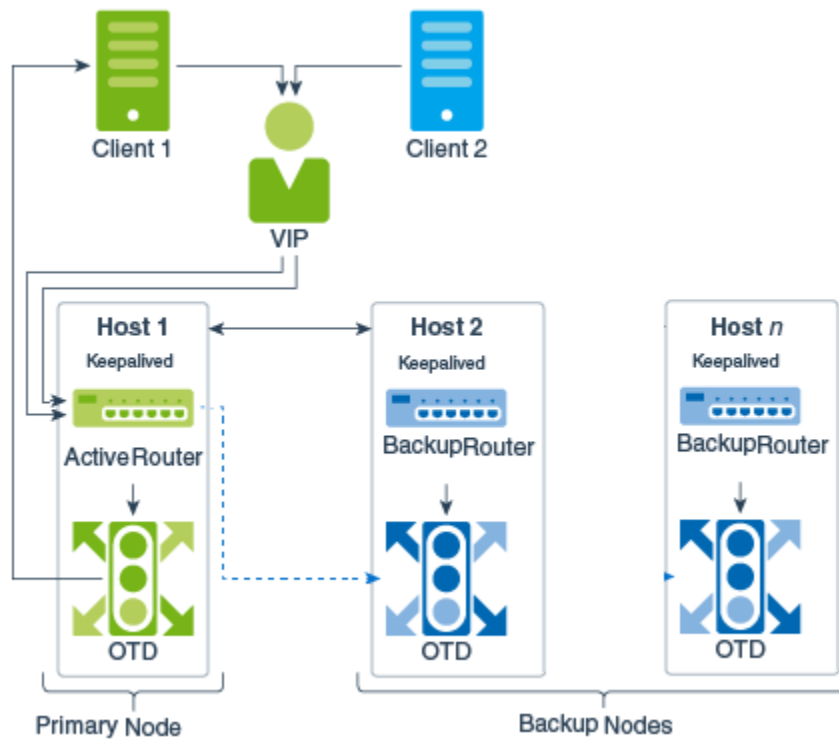 Client 1
Client 2
VIP
Host 1
Host 2
Host n
Keepalived
Keepalived
Keepalived
ActiveRouter
BackupRouter
BackupRouter
OTD
OTD
OTD
Primary Node
Backup Nodes